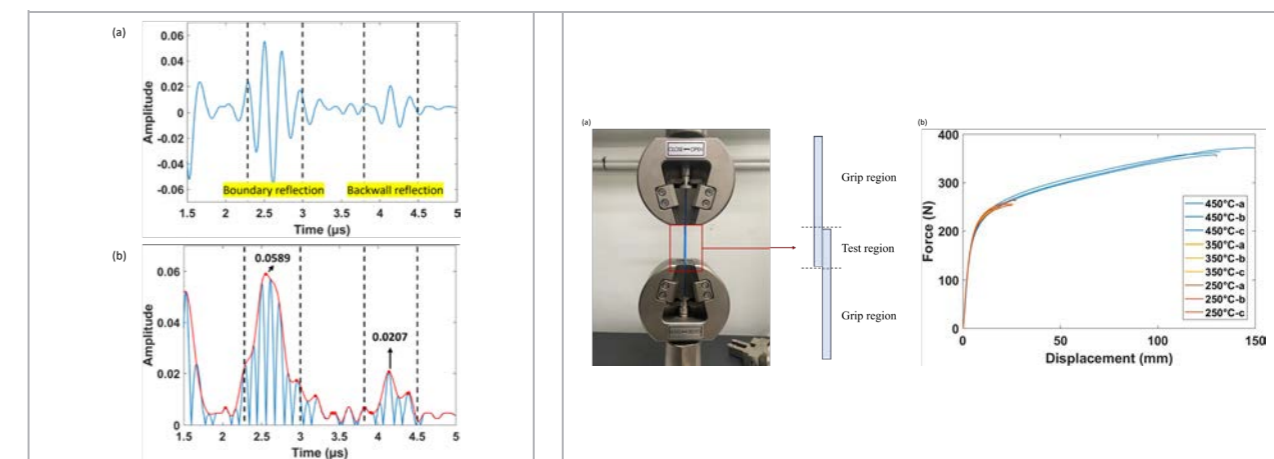 (a)
0.06
0.04
0.02
0
-0.02
-0.04
-0.06
Amplitude
Boundary reflection
Backwall reflection
1.5 2 2.5 3 3.5 4 4.5 5
Time (µs)
(b)
0.06
0.04
0.02
0
Amplitude
0.0589
0.0207
1.5 2 2.5 3 3.5 4 4.5 5
Time (µs)
(a)
CLOSE OPEN
Grip region
Test region
Grip region
(b)
400
300
200
100
0
Force (N)
450°C-a
450°C-b
450°C-c
350°C-a
350°C-b
350°C-c
250°C-a
250°C-b
250°C-c
0 50 100 150
Displacement (mm)